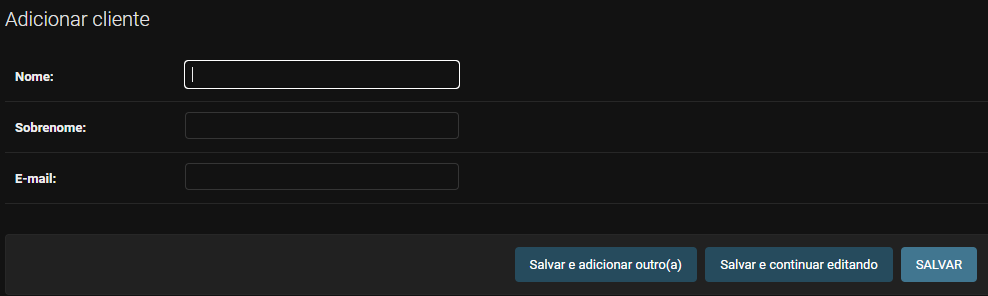 Adicionar cliente
Nome:
Sobrenome:
E-mail:
Salvar e adicionar outro(a) Salvar e continuar editando SALVAR